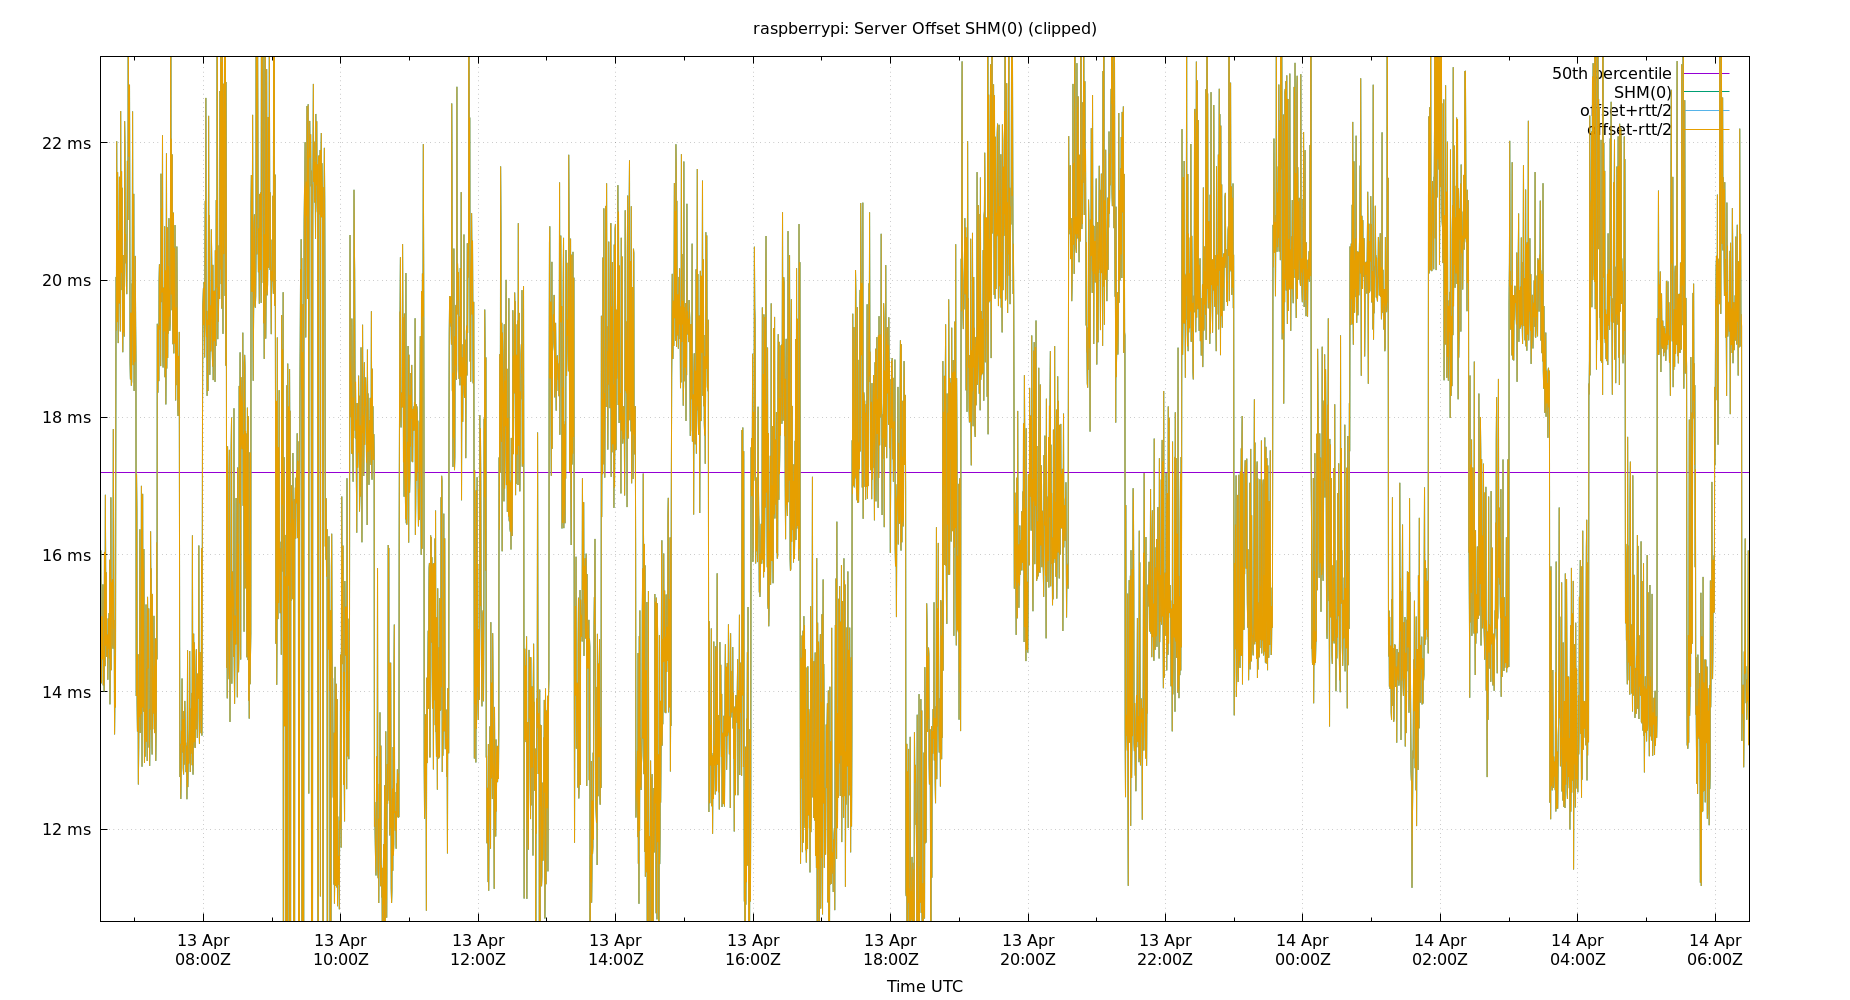 raspberrypi: Server Offset SHM(0) (clipped)
50th percentile
SHM(0)
offset+rtt/2
offset-rtt/2
22 ms
20 ms
18 ms
16 ms
14 ms
12 ms
13 Apr 13 Apr 13 Apr 13 Apr 13 Apr 13 Apr 13 Apr 13 Apr 14 Apr 14 Apr 14 Apr 14 Apr
08:00Z 10:00Z 12:00Z 14:00Z 16:00Z 18:00Z 20:00Z 22:00Z 00:00Z 02:00Z 04:00Z 06:00Z
Time UTC